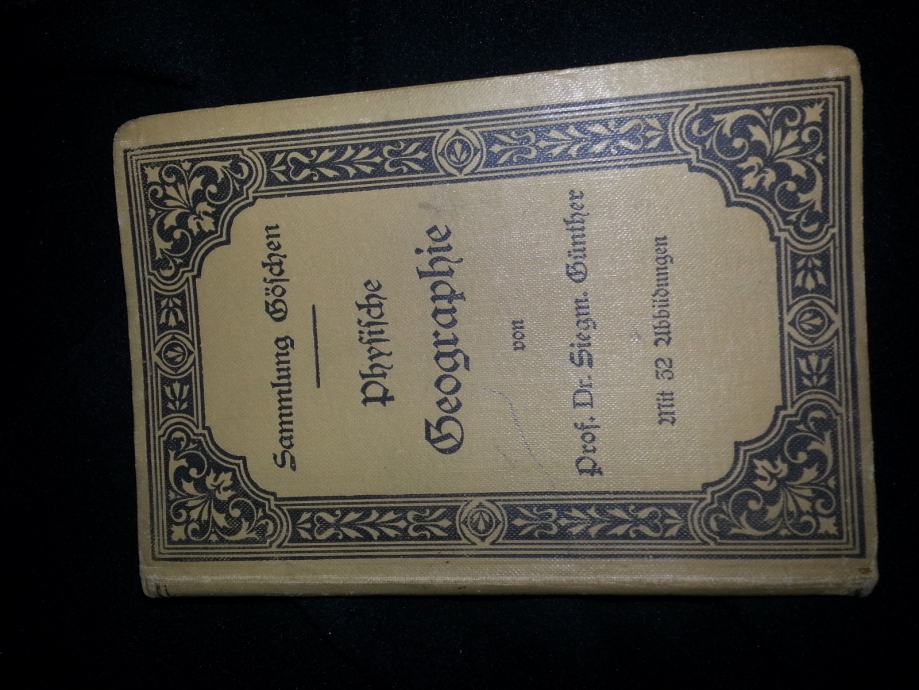 Sammlung Göschen
Physische
Geographie
von
Prof. Dr. Siegm. Günther
Mit 32 Abbildungen